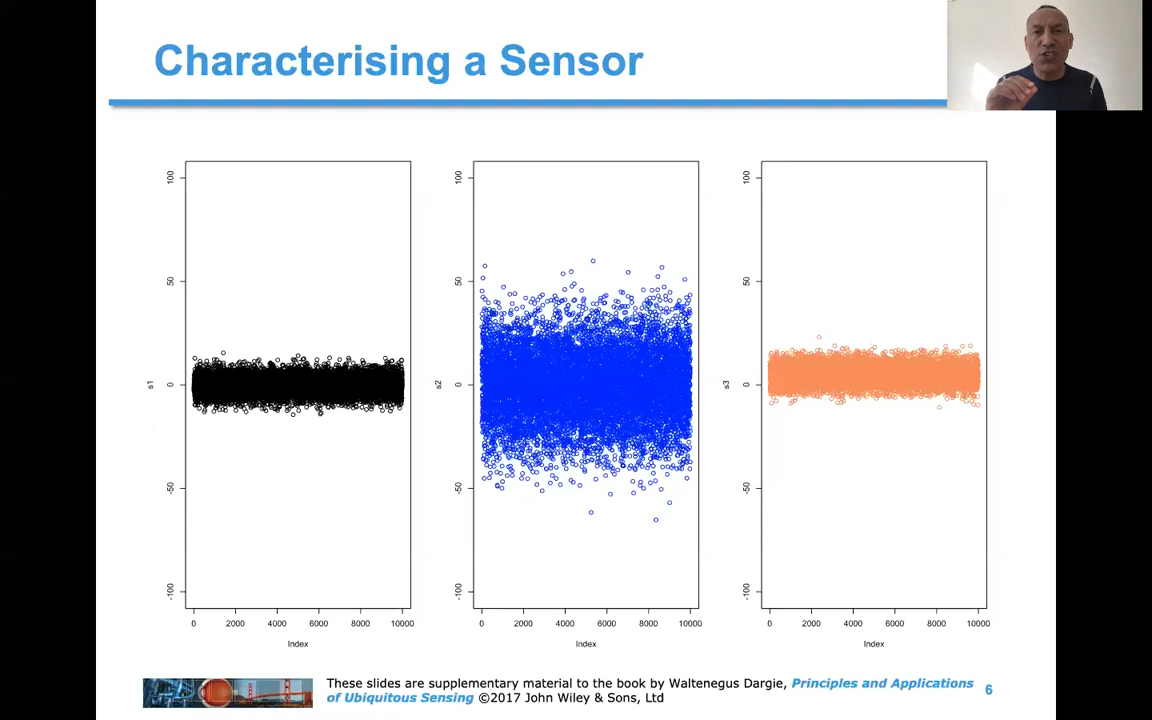 Characterising a Sensor
s1
100
50
0
-50
-100
0 2000 4000 6000 8000 10000
Index
s2
100
50
0
-50
-100
0 2000 4000 6000 8000 10000
Index
s3
100
50
0
-50
-100
0 2000 4000 6000 8000 10000
Index
These slides are supplementary material to the book by Waltenegus Dargie, Principles and Applications
of Ubiquitous Sensing ©2017 John Wiley & Sons, Ltd
6